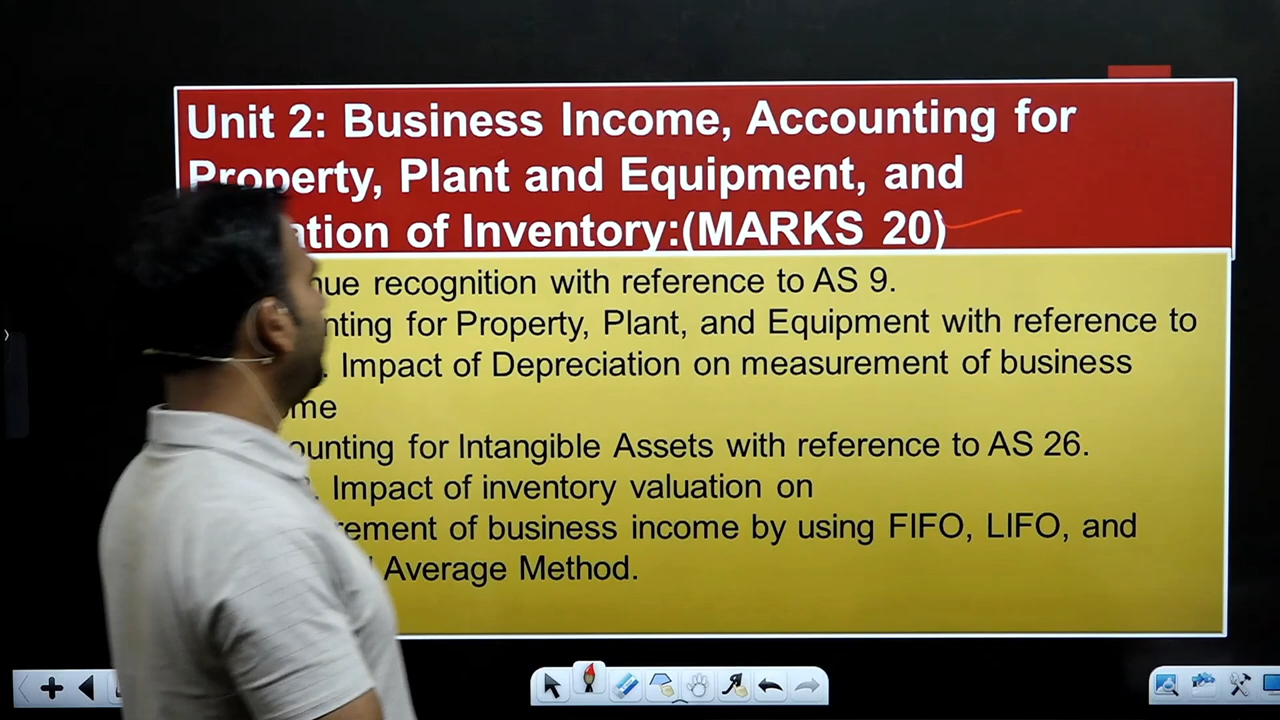 Unit 2: Business Income, Accounting for
Property, Plant and Equipment, and
ation of Inventory:(MARKS 20)
nue recognition with reference to AS 9.
nting for Property, Plant, and Equipment with reference to
. Impact of Depreciation on measurement of business
ome
ounting for Intangible Assets with reference to AS 26.
. Impact of inventory valuation on
rement of business income by using FIFO, LIFO, and
Average Method.